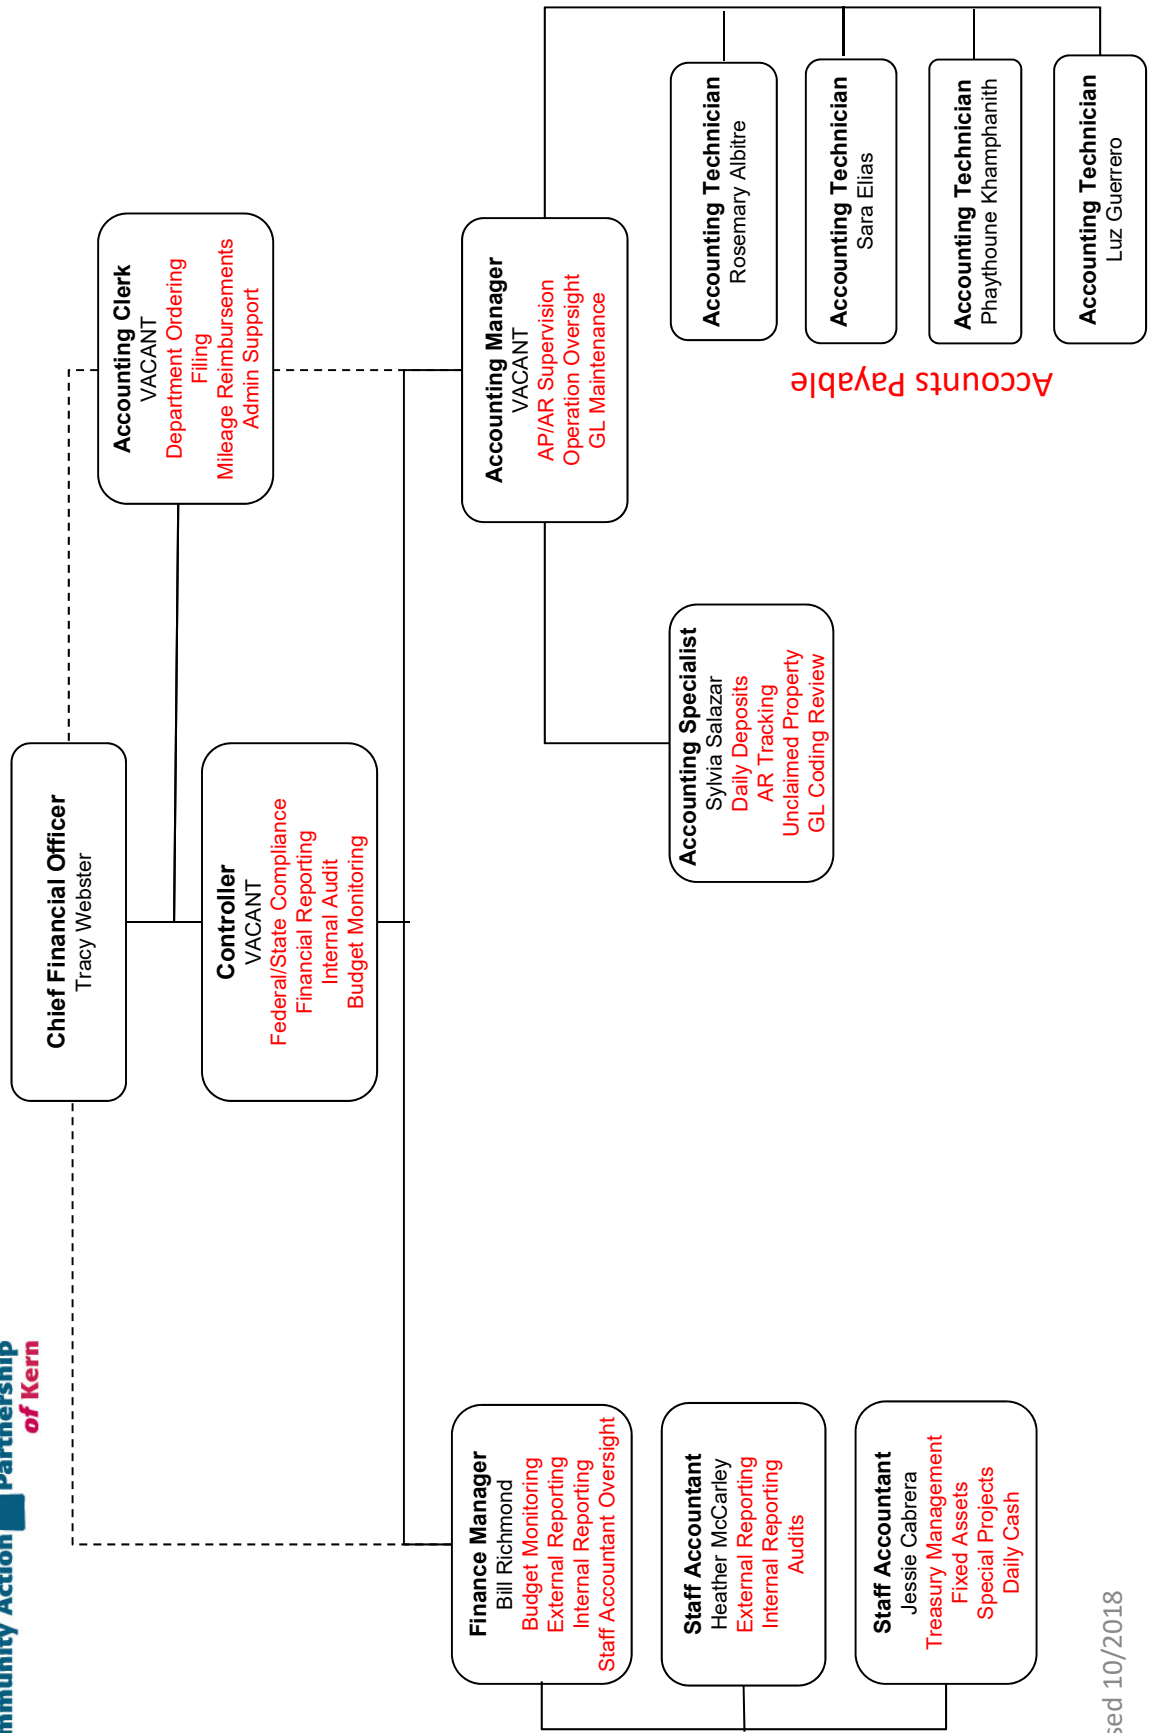 Action Partnership
of Kern
Chief Financial Officer
Tracy Webster
Accounting Clerk
VACANT
Department Ordering
Filing
Mileage Reimbursements
Admin Support
Controller
VACANT
Federal/State Compliance
Financial Reporting
Internal Audit
Budget Monitoring
Finance Manager
Bill Richmond
Budget Monitoring
External Reporting
Internal Reporting
Staff Accountant Oversight
Accounting Manager
VACANT
AP/AR Supervision
Operation Oversight
GL Maintenance
Staff Accountant
Heather McCarley
External Reporting
Internal Reporting
Audits
Accounting Specialist
Sylvia Salazar
Daily Deposits
AR Tracking
Unclaimed Property
GL Coding Review
Accounts Payable
Accounting Technician
Rosemary Albitre
Accounting Technician
Sara Elias
Accounting Technician
Phaythoune Khamphanith
Accounting Technician
Luz Guerrero
Staff Accountant
Jessie Cabrera
Treasury Management
Fixed Assets
Special Projects
Daily Cash
10/2018